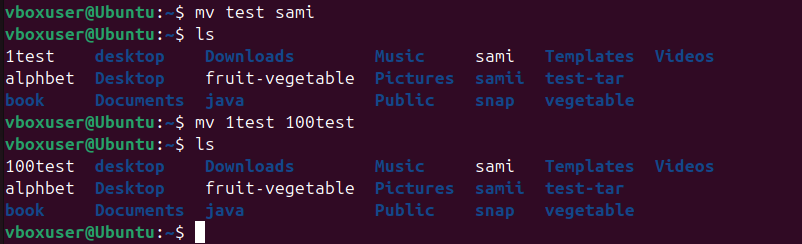 vboxuser@Ubuntu:~$ mv test sami
vboxuser@Ubuntu:~$ ls
1test    desktop    Downloads        Music     sami   Templates  Videos
alphbet  Desktop    fruit-vegetable  Pictures  samii  test-tar
book     Documents  java             Public    snap   vegetable
vboxuser@Ubuntu:~$ mv 1test 100test
vboxuser@Ubuntu:~$ ls
100test  desktop    Downloads        Music     sami   Templates  Videos
alphbet  Desktop    fruit-vegetable  Pictures  samii  test-tar
book     Documents  java             Public    snap   vegetable
vboxuser@Ubuntu:~$